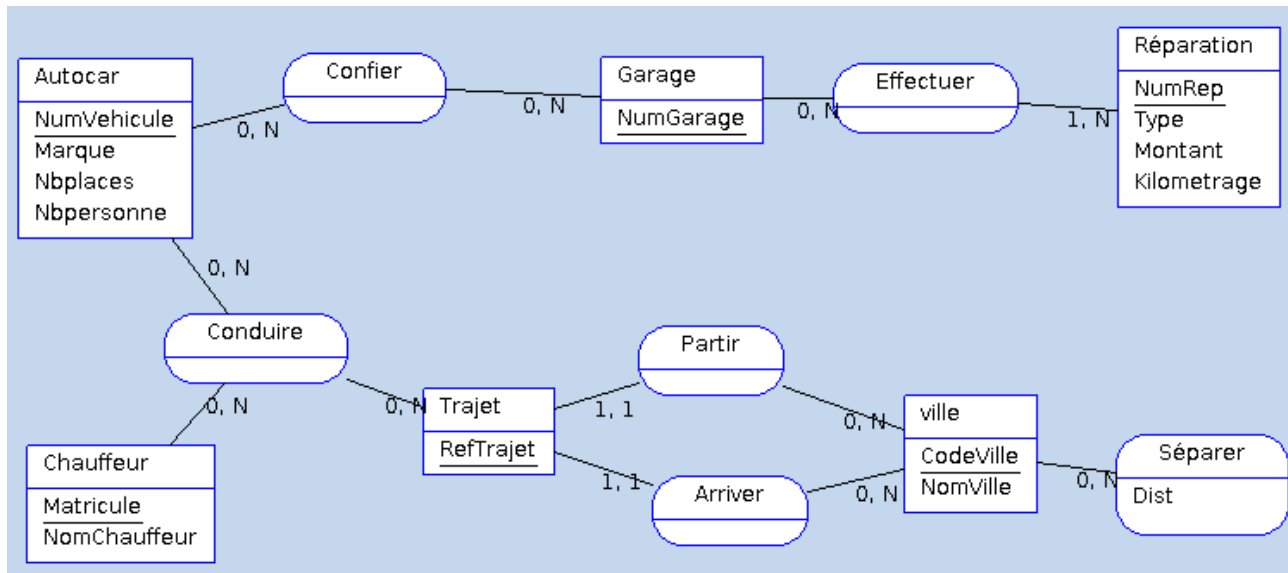 Autocar
NumVehicule
Marque
Nbplaces
Nbpersonne
0, N
Confier
0, N
Garage
NumGarage
0, N
Effectuer
1, N
Réparation
NumRep
Type
Montant
Kilometrage
0, N
Conduire
0, N
0, N
Chauffeur
Matricule
NomChauffeur
Trajet
RefTrajet
1, 1
Partir
0, N
1, 1
Arriver
0, N
ville
CodeVille
NomVille
0, N
Séparer
Dist